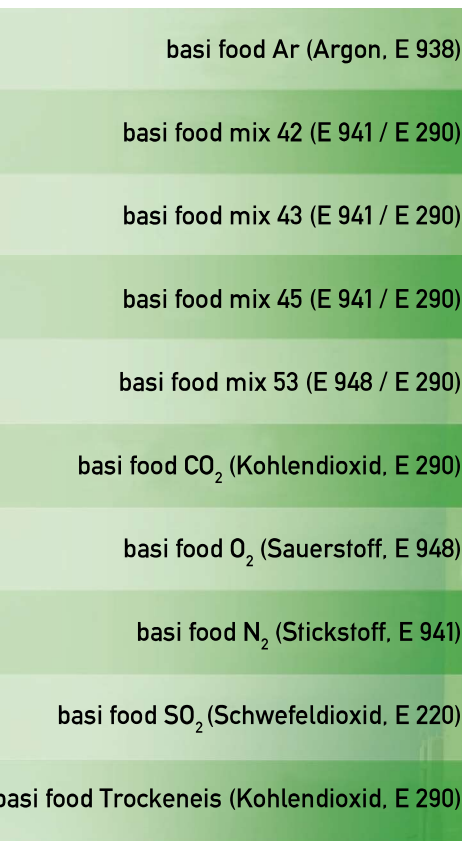 basi food Ar (Argon, E 938)
basi food mix 42 (E 941 / E 290)
basi food mix 43 (E 941 / E 290)
basi food mix 45 (E 941 / E 290)
basi food mix 53 (E 948 / E 290)
basi food CO₂ (Kohlendioxid, E 290)
basi food O₂ (Sauerstoff, E 948)
basi food N₂ (Stickstoff, E 941)
basi food SO₂ (Schwefeldioxid, E 220)
basi food Trockeneis (Kohlendioxid, E 290)